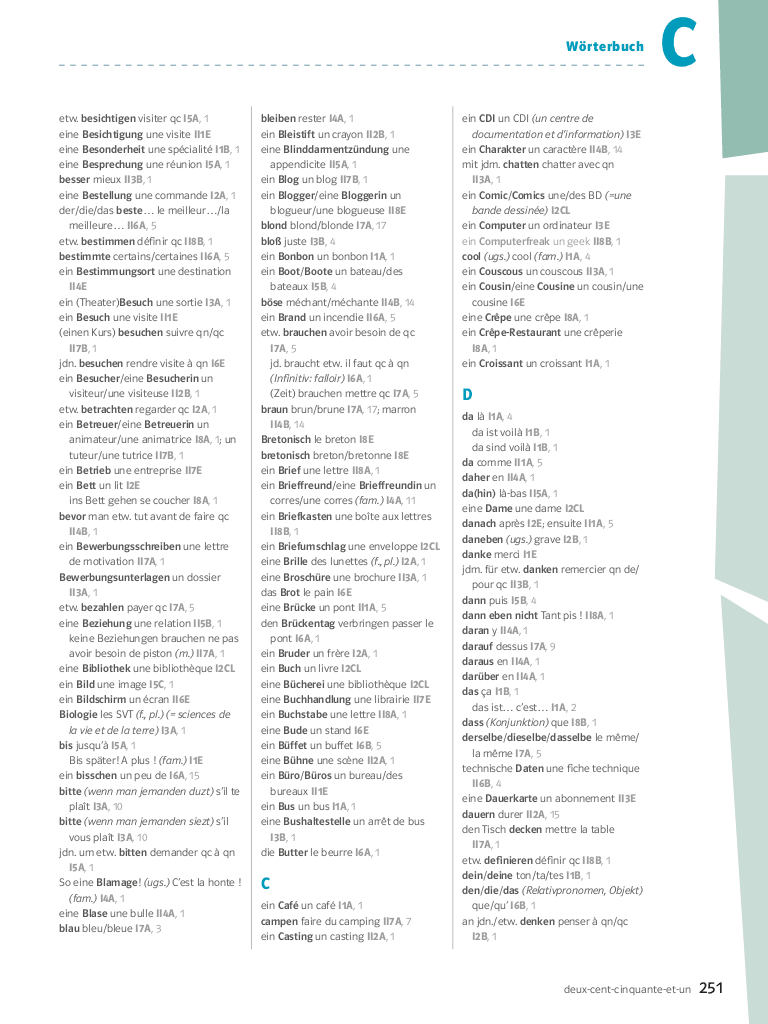 Wörterbuch
C
etw. besichtigen visiter qc I5A, 1
eine Besichtigung une visite II1E
eine Besonderheit une spécialité I1B, 1
eine Besprechung une réunion I5A, 1
besser mieux II3B, 1
eine Bestellung une commande I2A, 1
der/die/das beste… le meilleur…/la
meilleure… II6A, 5
etw. bestimmen définir qc II8B, 1
bestimmte certains/certaines II6A, 5
ein Bestimmungsort une destination
II4E
ein (Theater)Besuch une sortie I3A, 1
ein Besuch une visite II1E
(einen Kurs) besuchen suivre qn/qc
II7B, 1
jdn. besuchen rendre visite à qn I6E
ein Besucher/eine Besucherin un
visiteur/une visiteuse II2B, 1
etw. betrachten regarder qc I2A, 1
ein Betreuer/eine Betreuerin un
animateur/une animatrice I8A, 1; un
tuteur/une tutrice II7B, 1
ein Betrieb une entreprise II7E
ein Bett un lit I2E
ins Bett gehen se coucher I8A, 1
bevor man etw. tut avant de faire qc
II4B, 1
ein Bewerbungsschreiben une lettre
de motivation II7A, 1
Bewerbungsunterlagen un dossier
II3A, 1
etw. bezahlen payer qc I7A, 5
eine Beziehung une relation II5B, 1
keine Beziehungen brauchen ne pas
avoir besoin de piston (m.) II7A, 1
eine Bibliothek une bibliothèque I2CL
ein Bild une image I5C, 1
ein Bildschirm un écran II6E
Biologie les SVT (f., pl.) (= sciences de
la vie et de la terre) I3A, 1
bis jusqu'à I5A, 1
Bis später! A plus ! (fam.) I1E
ein bisschen un peu de I6A, 15
bitte (wenn man jemanden duzt) s'il te
plaît I3A, 10
bitte (wenn man jemanden siezt) s'il
vous plaît I3A, 10
jdn. um etw. bitten demander qc à qn
I5A, 1
So eine Blamage! (ugs.) C'est la honte !
(fam.) I4A, 1
eine Blase une bulle II4A, 1
blau bleu/bleue I7A, 3
bleiben rester I4A, 1
ein Bleistift un crayon II2B, 1
eine Blinddarmentzündung une
appendicite II5A, 1
ein Blog un blog II7B, 1
ein Blogger/eine Bloggerin un
blogueur/une blogueuse II8E
blond blond/blonde I7A, 17
bloß juste I3B, 4
ein Bonbon un bonbon I1A, 1
ein Boot/Boote un bateau/des
bateaux I5B, 4
böse méchant/méchante II4B, 14
ein Brand un incendie II6A, 5
etw. brauchen avoir besoin de qc
I7A, 5
jd. braucht etw. il faut qc à qn
(Infinitiv: falloir) I6A, 1
(Zeit) brauchen mettre qc I7A, 5
braun brun/brune I7A, 17; marron
II4B, 14
Bretonisch le breton I8E
bretonisch breton/bretonne I8E
ein Brief une lettre II8A, 1
ein Brieffreund/eine Brieffreundin un
corres/une corres (fam.) I4A, 11
ein Briefkasten une boîte aux lettres
II8B, 1
ein Briefumschlag une enveloppe I2CL
eine Brille des lunettes (f., pl.) I2A, 1
eine Broschüre une brochure II3A, 1
das Brot le pain I6E
eine Brücke un pont II1A, 5
den Brückentag verbringen passer le
pont I6A, 1
ein Bruder un frère I2A, 1
ein Buch un livre I2CL
eine Bücherei une bibliothèque I2CL
eine Buchhandlung une librairie II7E
ein Buchstabe une lettre II8A, 1
eine Bude un stand I6E
ein Büffet un buffet I6B, 5
eine Bühne une scène II2A, 1
ein Büro/Büros un bureau/des
bureaux II1E
ein Bus un bus I1A, 1
eine Bushaltestelle un arrêt de bus
I3B, 1
die Butter le beurre I6A, 1
C
ein Café un café I1A, 1
campen faire du camping II7A, 7
ein Casting un casting II2A, 1
ein CDI un CDI (un centre de
documentation et d'information) I3E
ein Charakter un caractère II4B, 14
mit jdm. chatten chatter avec qn
II3A, 1
ein Comic/Comics une/des BD (=une
bande dessinée) I2CL
ein Computer un ordinateur I3E
ein Computerfreak un geek II8B, 1
cool (ugs.) cool (fam.) I1A, 4
ein Couscous un couscous II3A, 1
ein Cousin/eine Cousine un cousin/une
cousine I6E
eine Crêpe une crêpe I8A, 1
ein Crêpe-Restaurant une crêperie
I8A, 1
ein Croissant un croissant I1A, 1
D
da là I1A, 4
da ist voilà I1B, 1
da sind voilà I1B, 1
da comme II1A, 5
daher en II4A, 1
da(hin) là-bas II5A, 1
eine Dame une dame I2CL
danach après I2E; ensuite II1A, 5
daneben (ugs.) grave I2B, 1
danke merci I1E
jdm. für etw. danken remercier qn de/
pour qc II3B, 1
dann puis I5B, 4
dann eben nicht Tant pis ! II8A, 1
daran y II4A, 1
darauf dessus I7A, 9
daraus en II4A, 1
darüber en II4A, 1
das ça I1B, 1
das ist… c'est… I1A, 2
dass (Konjunktion) que I8B, 1
derselbe/dieselbe/dasselbe le même/
la même I7A, 5
technische Daten une fiche technique
II6B, 4
eine Dauerkarte un abonnement II3E
dauern durer II2A, 15
den Tisch decken mettre la table
II7A, 1
etw. definieren définir qc II8B, 1
dein/deine ton/ta/tes I1B, 1
den/die/das (Relativpronomen, Objekt)
que/qu' I6B, 1
an jdn./etw. denken penser à qn/qc
I2B, 1
deux-cent-cinquante-et-un 251